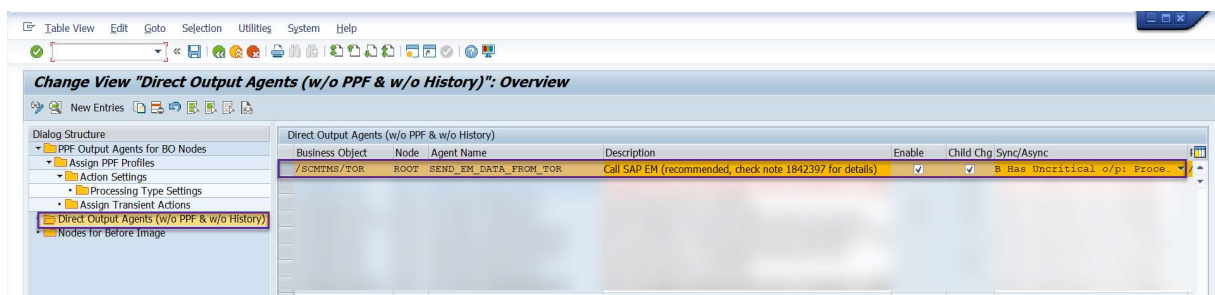 Table View Edit Goto Selection Utilities System Help
Change View "Direct Output Agents (w/o PPF & w/o History)": Overview
New Entries
Dialog Structure
PPF Output Agents for BO Nodes
Assign PPF Profiles
Action Settings
Processing Type Settings
Assign Transient Actions
Direct Output Agents (w/o PPF & w/o History)
Nodes for Before Image
Direct Output Agents (w/o PPF & w/o History)
Business Object Node Agent Name Description Enable Child Chg Sync/Async
/SCMTMS/TOR ROOT SEND_EM_DATA_FROM_TOR Call SAP EM (recommended, check note 1842397 for details) B Has Uncritical o/p: Proce…